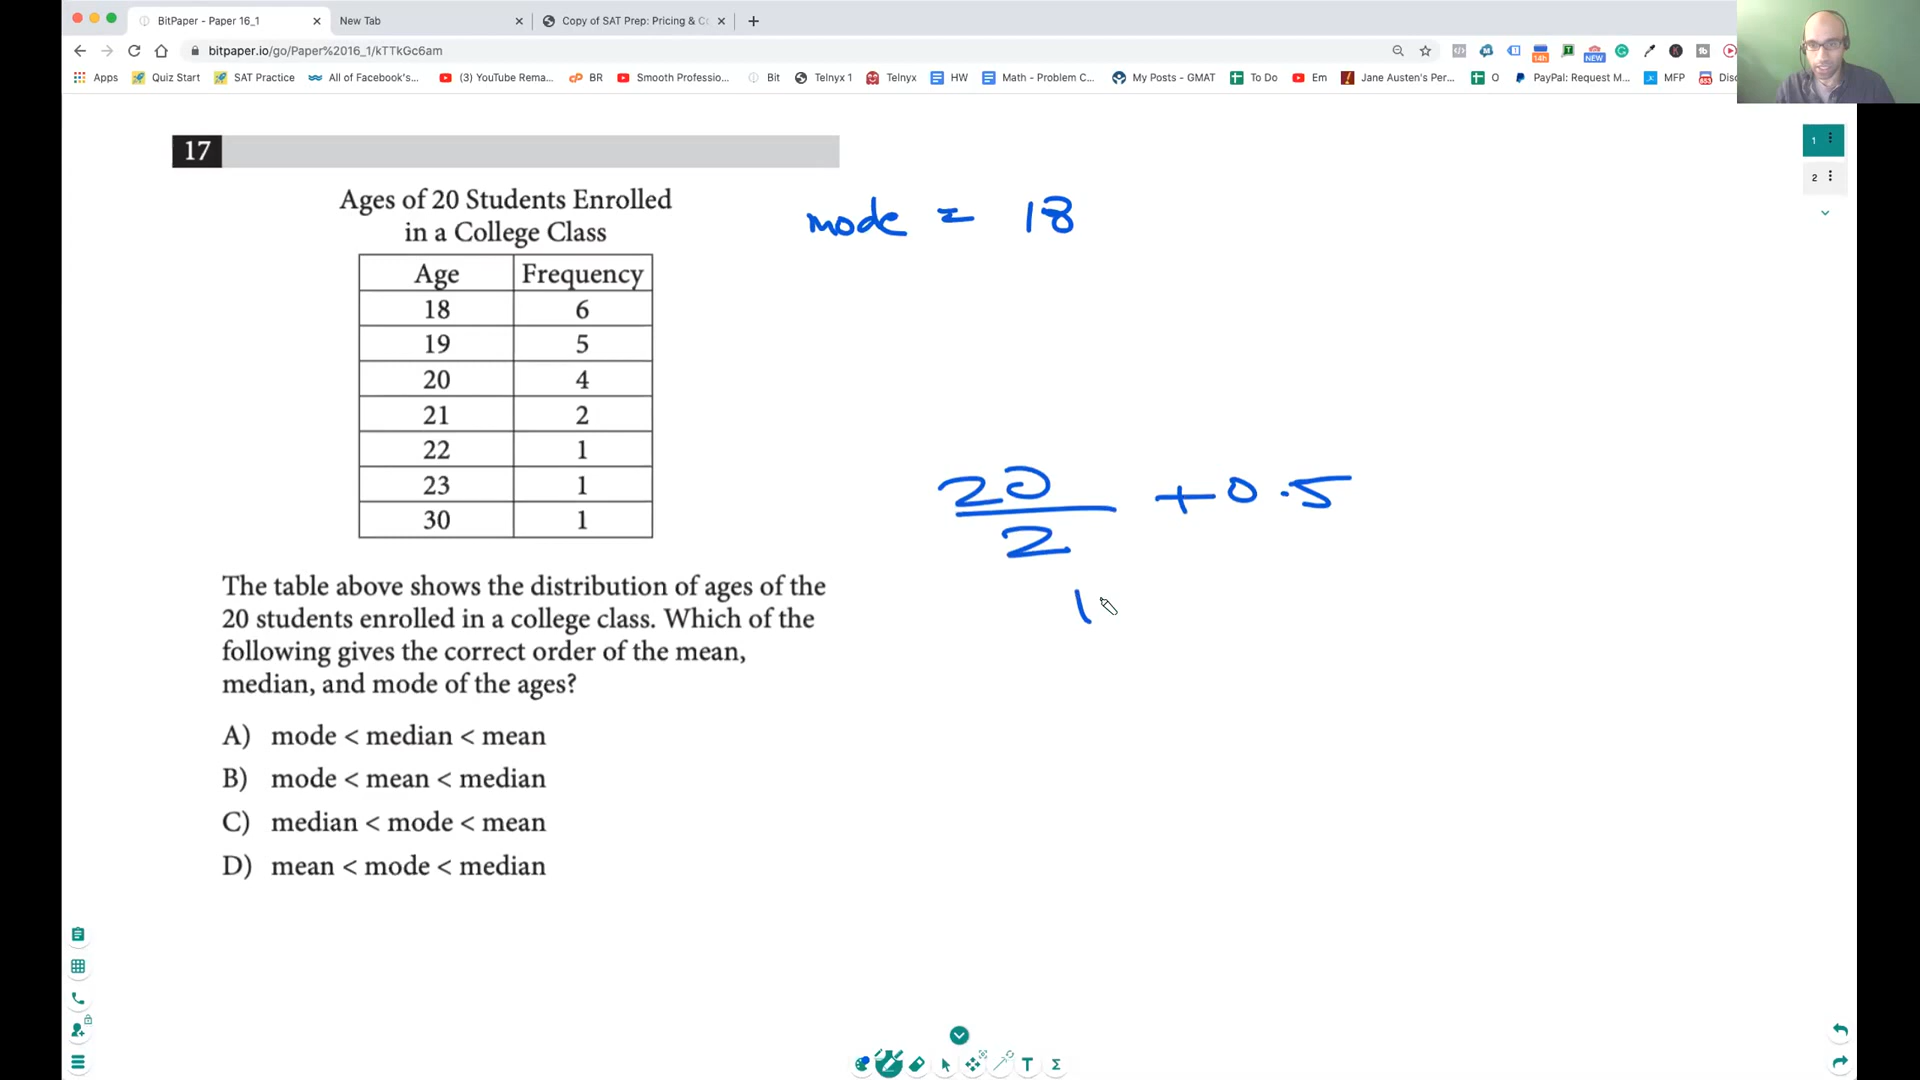 BitPaper - Paper 16_1
New Tab
Copy of SAT Prep: Pricing & C
bitpaper.io/go/Paper%2016_1/kTTkGc6am
Apps Quiz Start SAT Practice All of Facebook's... (3) YouTube Rema... BR Smooth Professio... Bit Telnyx 1 Telnyx HW Math - Problem C... My Posts - GMAT To Do Em Jane Austen's Per... O PayPal: Request M... MFP Disc
17
Ages of 20 Students Enrolled
in a College Class
Age Frequency
18 6
19 5
20 4
21 2
22 1
23 1
30 1
The table above shows the distribution of ages of the
20 students enrolled in a college class. Which of the
following gives the correct order of the mean,
median, and mode of the ages?
A) mode < median < mean
B) mode < mean < median
C) median < mode < mean
D) mean < mode < median
mode = 18
20
2
+0.5
1
1
2